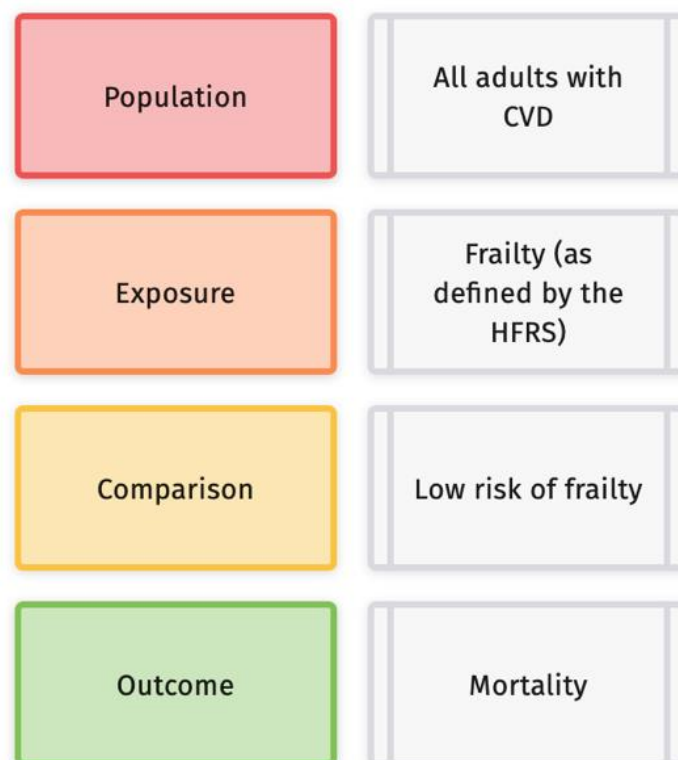 Population
All adults with
CVD
Exposure
Frailty (as
defined by the
HFRS)
Comparison
Low risk of frailty
Outcome
Mortality